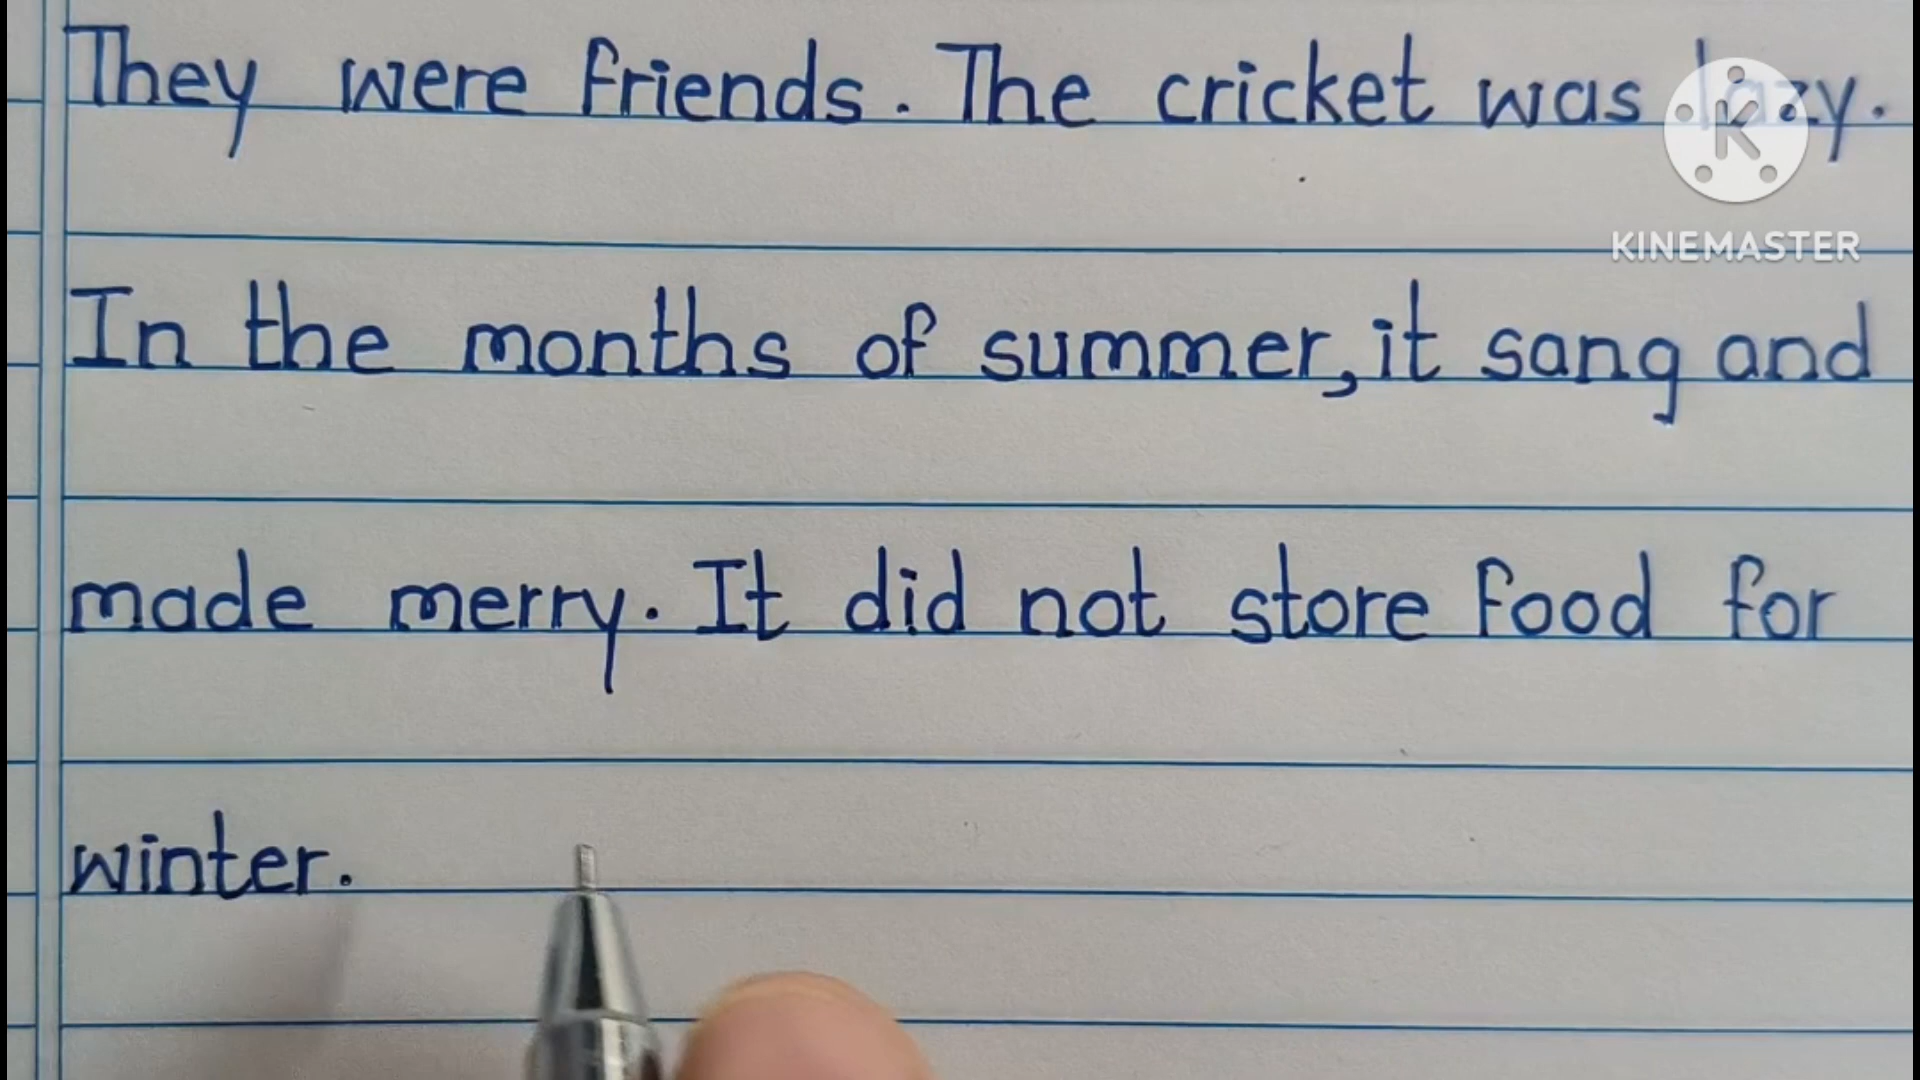 They were friends. The cricket was lazy.
KINEMASTER
In the months of summer, it sang and
made merry. It did not store food for
winter.